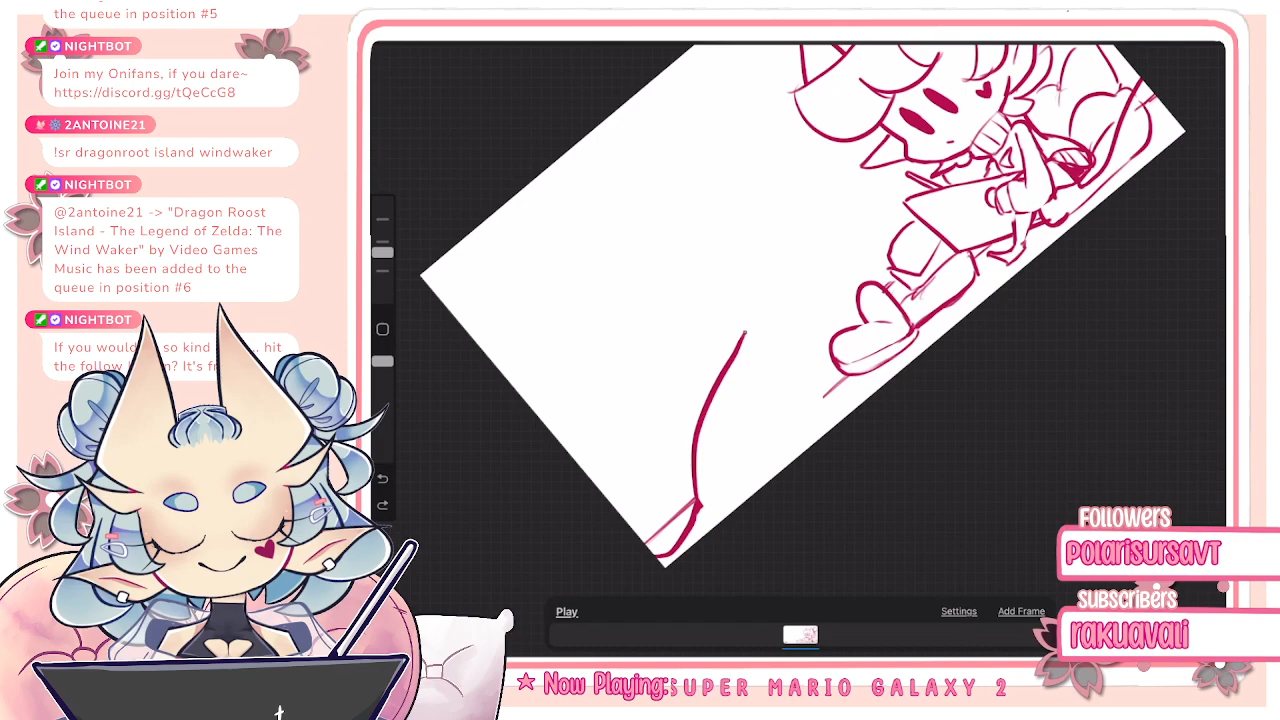 the queue in position #5
NIGHTBOT
Join my Onifans, if you dare~
https://discord.gg/tQeCcG8
2ANTOINE21
!sr dragonroot island windwaker
NIGHTBOT
@2antoine21 -> "Dragon Roost
Island - The Legend of Zelda: The
Wind Waker" by Video Games
Music has been added to the
queue in position #6
NIGHTBOT
If you would so kind hit
the follow It's
Play
Settings
Add Frame
Followers
polarisursavt
subscribers
rakuavali
★ Now Playing: SUPER MARIO GALAXY 2